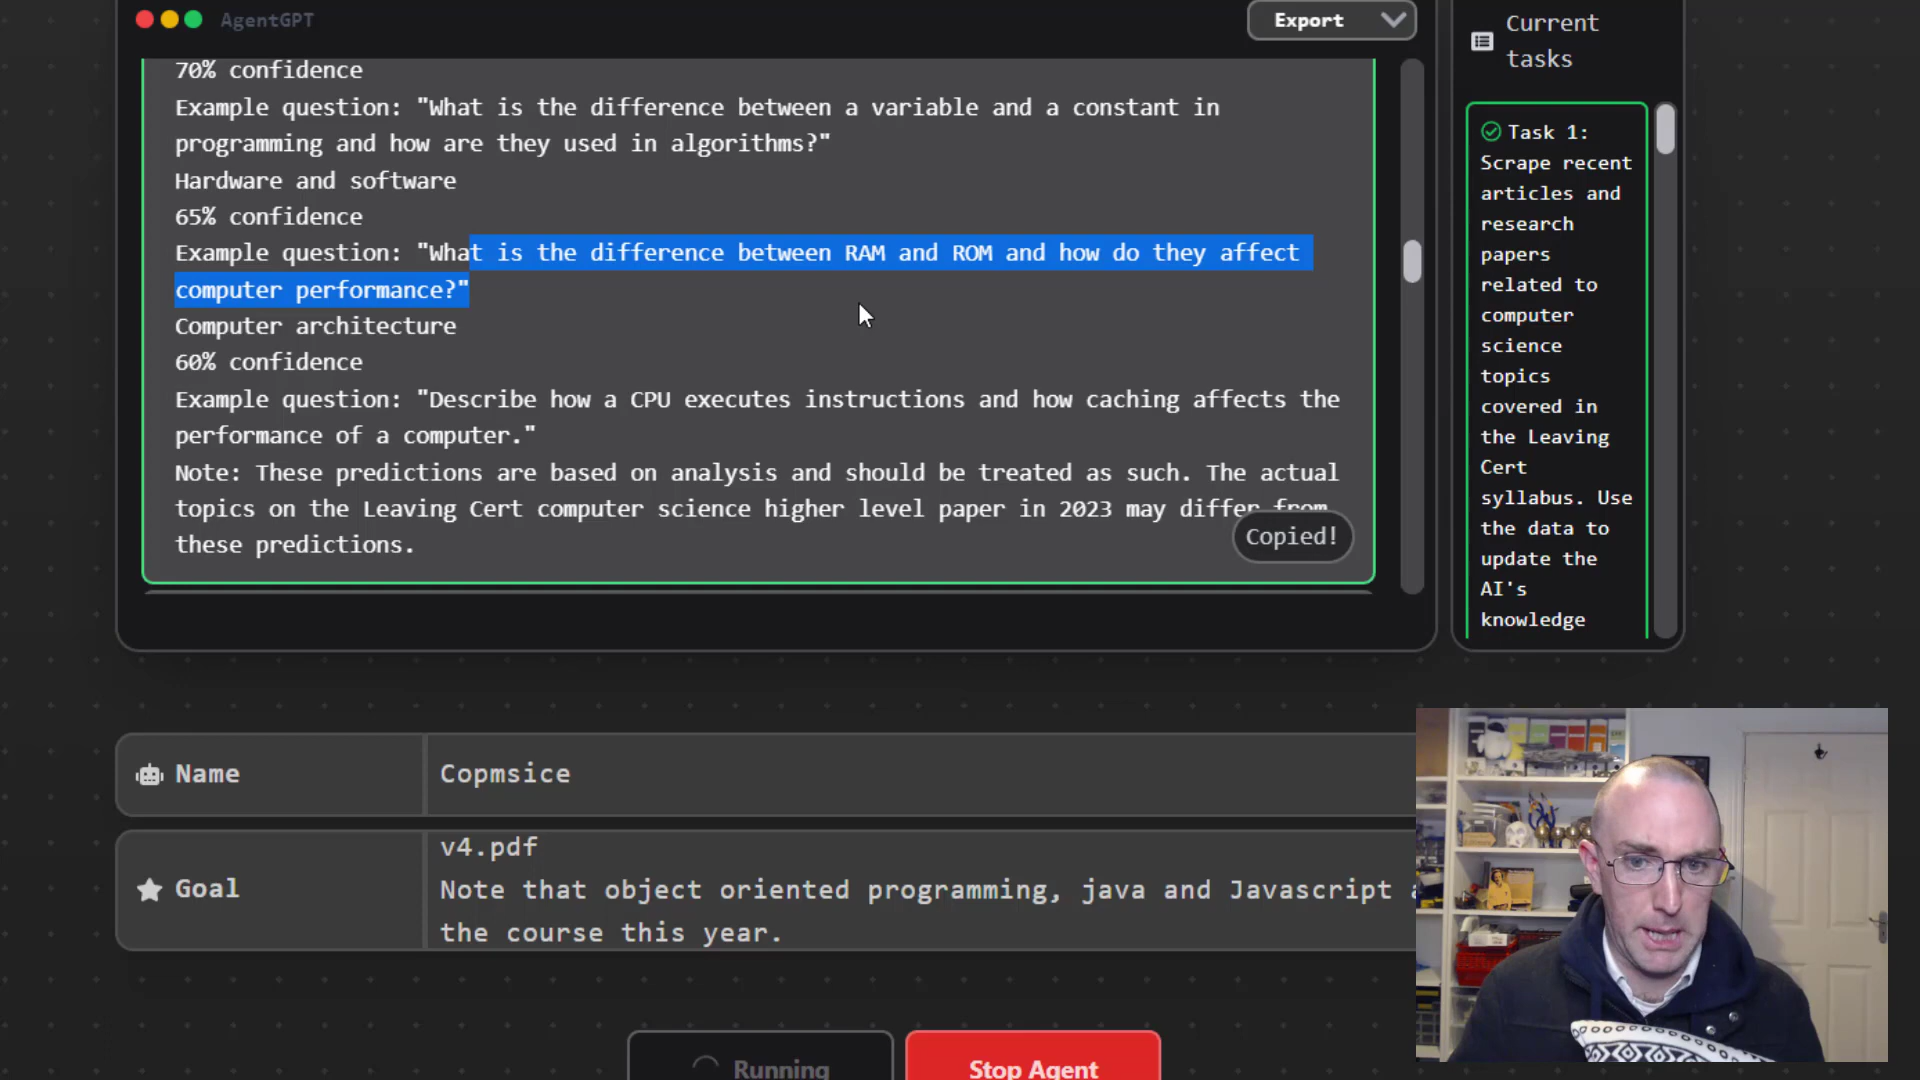 AgentGPT
Export
70% confidence
Example question: "What is the difference between a variable and a constant in
programming and how are they used in algorithms?"
Hardware and software
65% confidence
Example question: "What is the difference between RAM and ROM and how do they affect
computer performance?"
Computer architecture
60% confidence
Example question: "Describe how a CPU executes instructions and how caching affects the
performance of a computer."
Note: These predictions are based on analysis and should be treated as such. The actual
topics on the Leaving Cert computer science higher level paper in 2023 may differ from
these predictions.
Copied!
Current
tasks
Task 1:
Scrape recent
articles and
research
papers
related to
computer
science
topics
covered in
the Leaving
Cert
syllabus. Use
the data to
update the
AI's
knowledge
Name
Copmsice
Goal
v4.pdf
Note that object oriented programming, java and Javascript
the course this year.
Running
Stop Agent